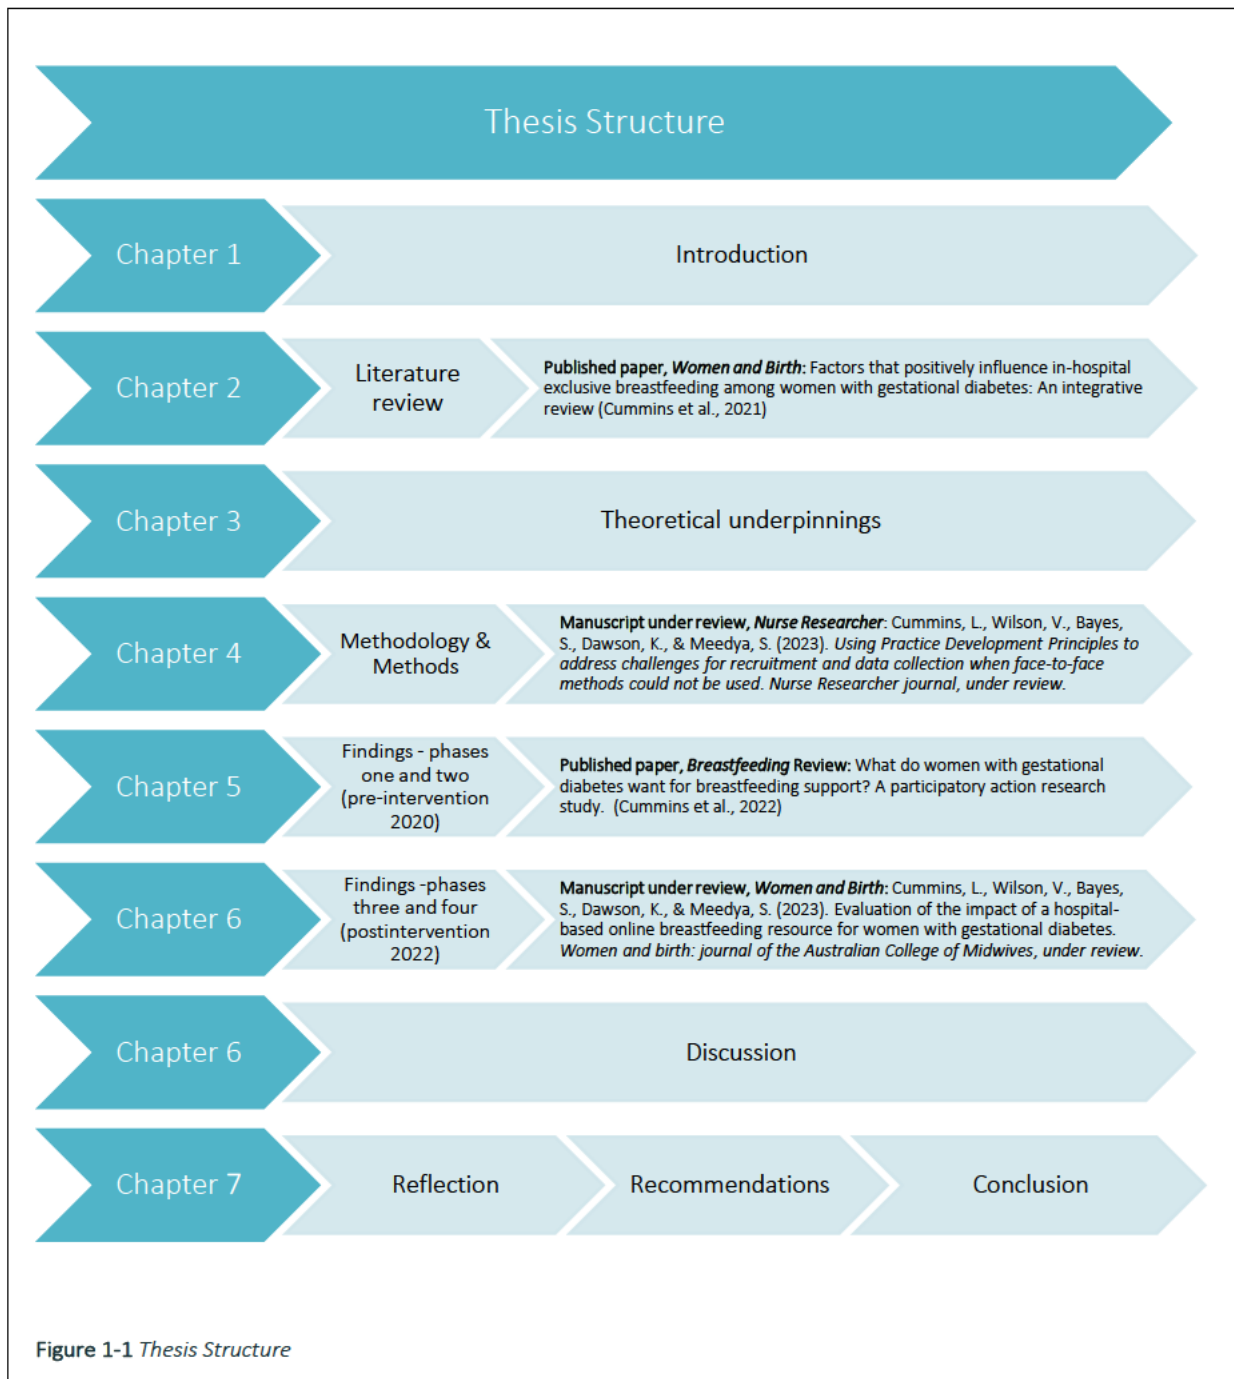 Thesis Structure
Chapter 1
Introduction
Chapter 2
Literature
review
Published paper, Women and Birth: Factors that positively influence in-hospital
exclusive breastfeeding among women with gestational diabetes: An integrative
review (Cummins et al., 2021)
Chapter 3
Theoretical underpinnings
Chapter 4
Methodology &
Methods
Manuscript under review, Nurse Researcher: Cummins, L., Wilson, V., Bayes,
S., Dawson, K., & Meedya, S. (2023). Using Practice Development Principles to
address challenges for recruitment and data collection when face-to-face
methods could not be used. Nurse Researcher journal, under review.
Chapter 5
Findings - phases
one and two
(pre-intervention
2020)
Published paper, Breastfeeding Review: What do women with gestational
diabetes want for breastfeeding support? A participatory action research
study. (Cummins et al., 2022)
Chapter 6
Findings -phases
three and four
(postintervention
2022)
Manuscript under review, Women and Birth: Cummins, L., Wilson, V., Bayes,
S., Dawson, K., & Meedya, S. (2023). Evaluation of the impact of a hospital-
based online breastfeeding resource for women with gestational diabetes.
Women and birth: journal of the Australian College of Midwives, under review.
Chapter 6
Discussion
Chapter 7
Reflection
Recommendations
Conclusion
Figure 1-1 Thesis Structure